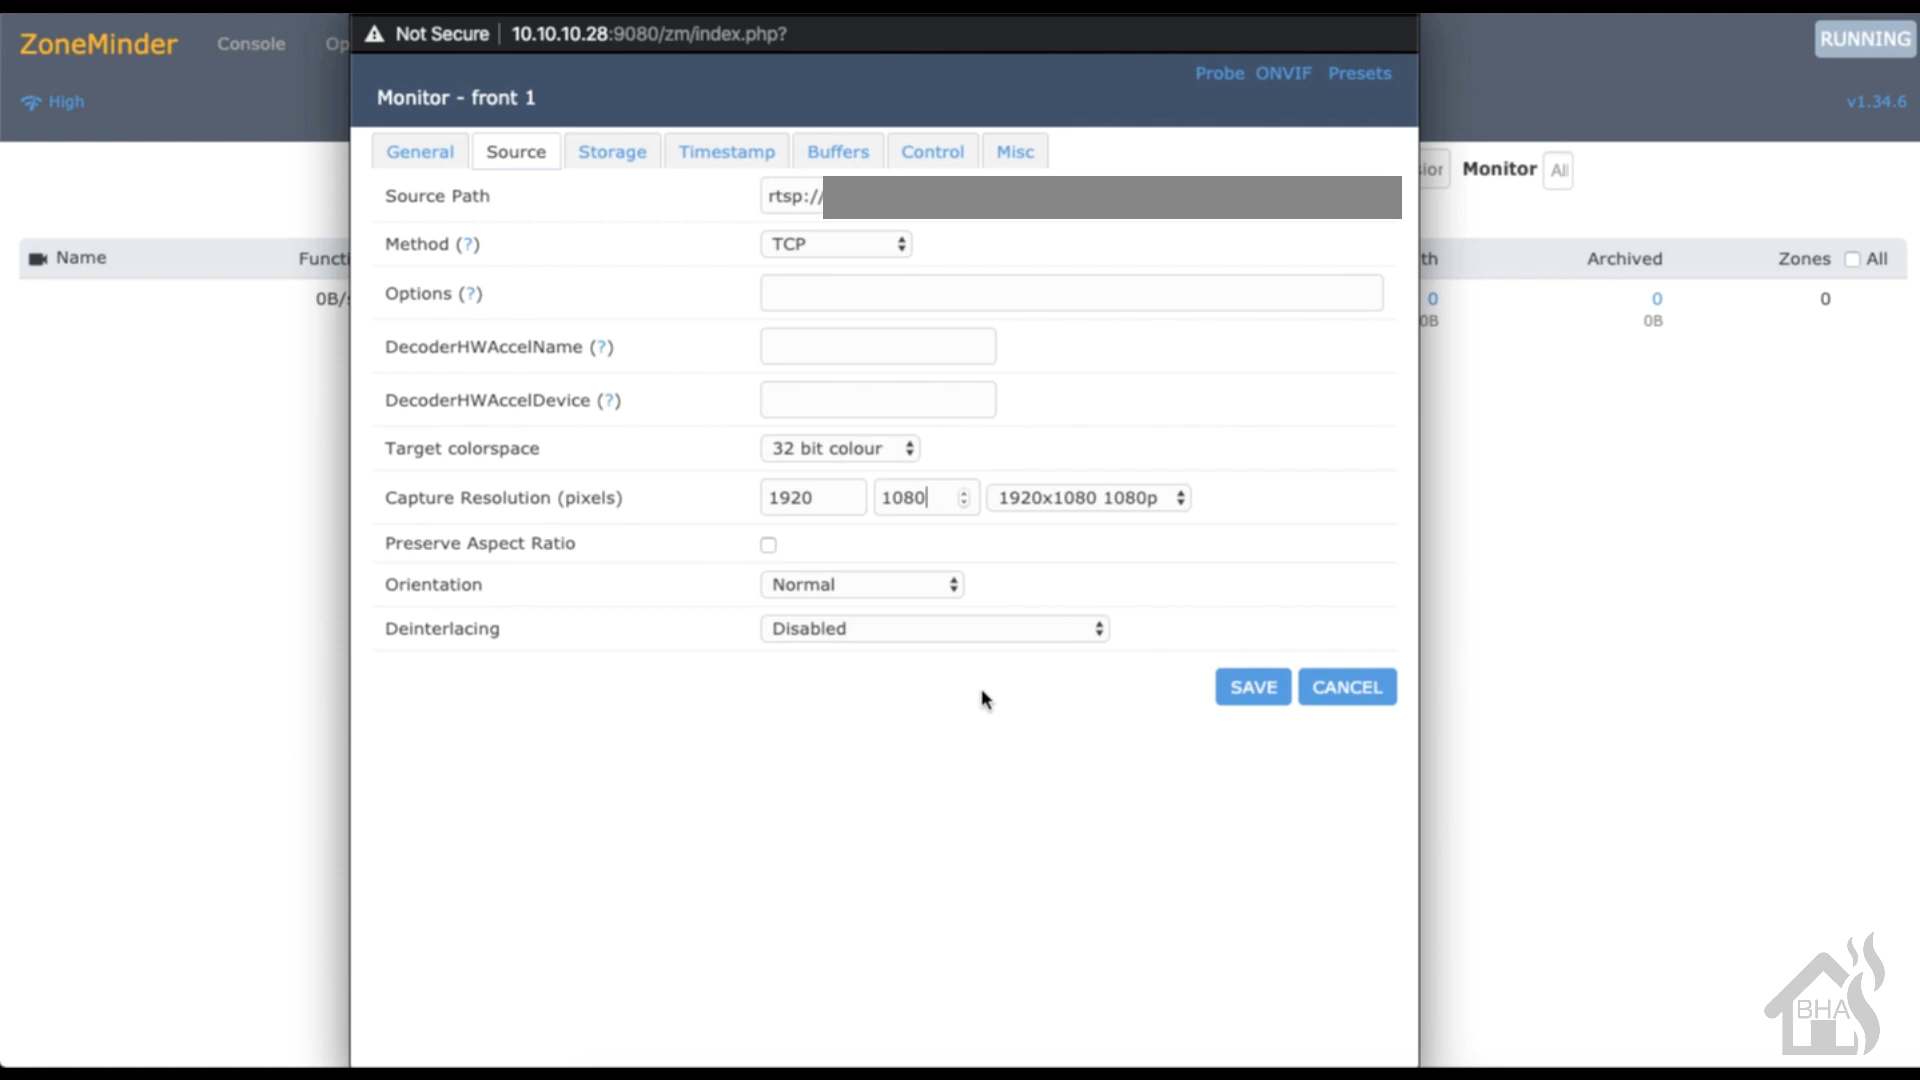 ZoneMinder Console
High
Not Secure 10.10.10.28:9080/zm/index.php?
RUNNING
v1.34.6
Probe ONVIF Presets
Monitor - front 1
General Source Storage Timestamp Buffers Control Misc
Monitor All
Source Path rtsp://
Method (?) TCP
Name
Archived Zones All
Options (?)
0B/
0 0 0
0B 0B
DecoderHWAccelName (?)
DecoderHWAccelDevice (?)
Target colorspace 32 bit colour
Capture Resolution (pixels) 1920 1080 1920x1080 1080p
Preserve Aspect Ratio
Orientation Normal
Deinterlacing Disabled
SAVE CANCEL
BHA